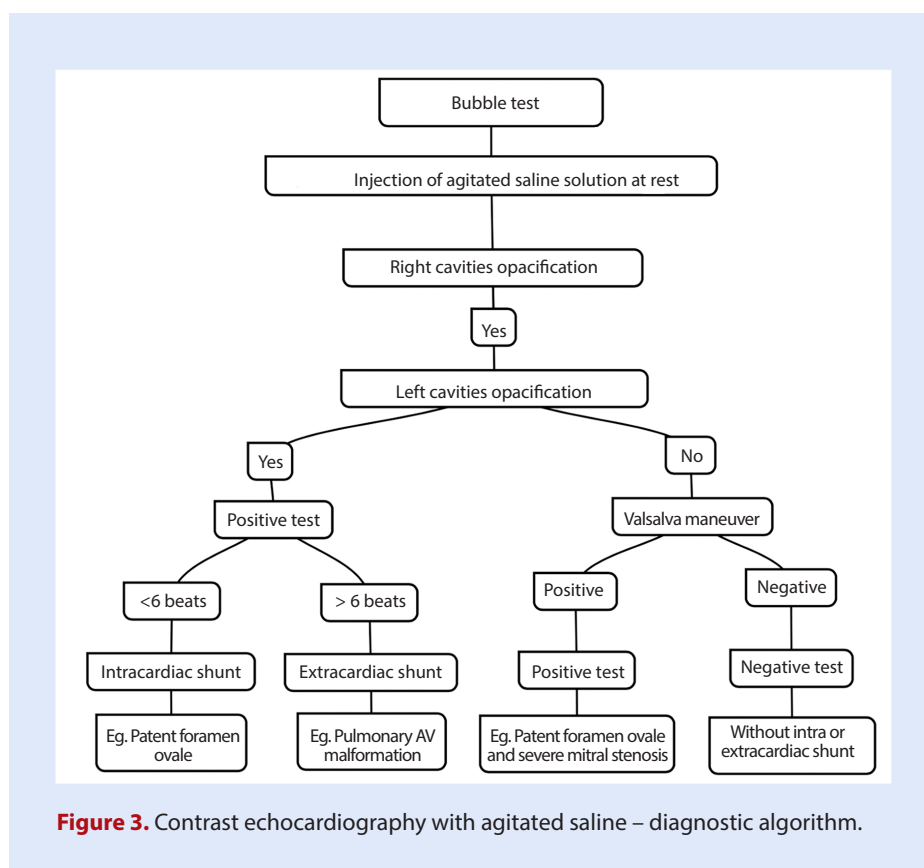 Bubble test
Injection of agitated saline solution at rest
Right cavities opacification
Yes
Left cavities opacification
Yes
No
Positive test
Valsalva maneuver
<6 beats
> 6 beats
Positive
Negative
Intracardiac shunt
Extracardiac shunt
Positive test
Negative test
Eg. Patent foramen
ovale
Eg. Pulmonary AV
malformation
Eg. Patent foramen ovale
and severe mitral stenosis
Without intra or
extracardiac shunt
Figure 3. Contrast echocardiography with agitated saline – diagnostic algorithm.